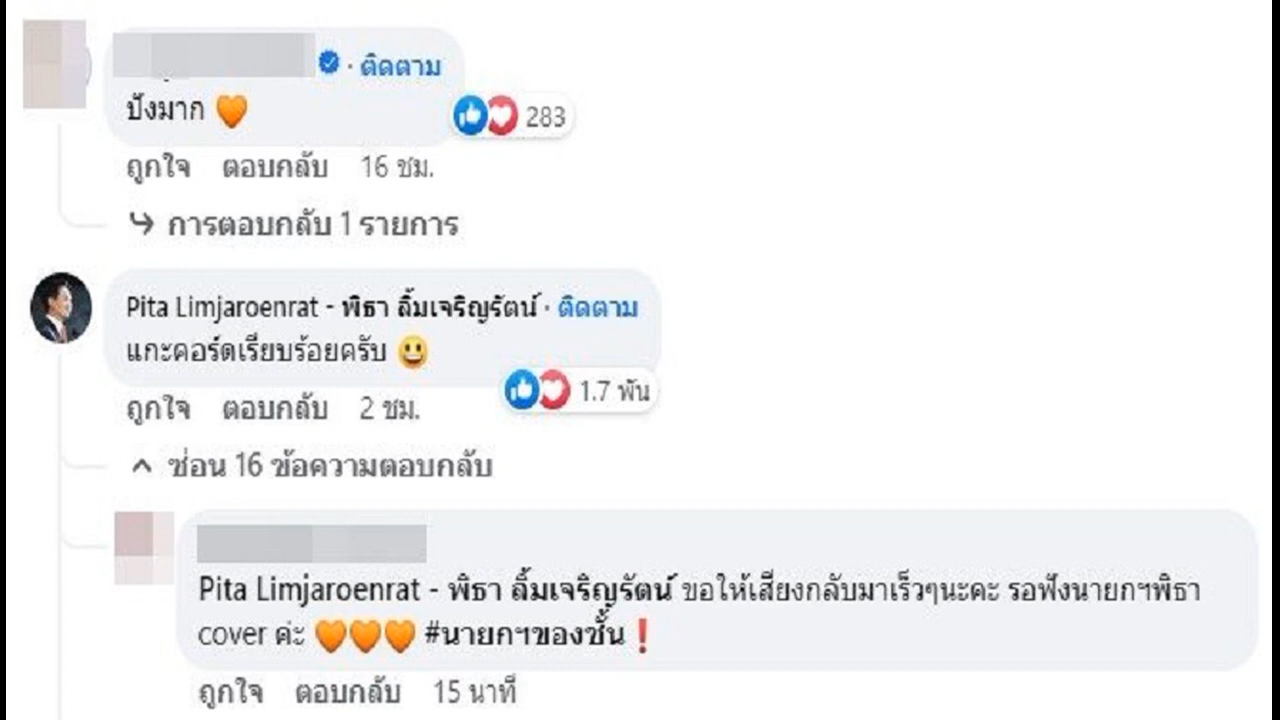 · ติดตาม
ปังมาก 🧡
283
ถูกใจ ตอบกลับ 16 ชม.
การตอบกลับ 1 รายการ
Pita Limjaroenrat - พิธา ลิ้มเจริญรัตน์ · ติดตาม
แกะคอร์ดเรียบร้อยครับ 😃
1.7 พัน
ถูกใจ ตอบกลับ 2 ชม.
ซ่อน 16 ข้อความตอบกลับ
Pita Limjaroenrat - พิธา ลิ้มเจริญรัตน์ ขอให้เสียงกลับมาเร็วๆนะคะ รอฟังนายกฯพิธา
cover ค่ะ 🧡🧡🧡 #นายกฯของชั้น❗
ถูกใจ ตอบกลับ 15 นาที